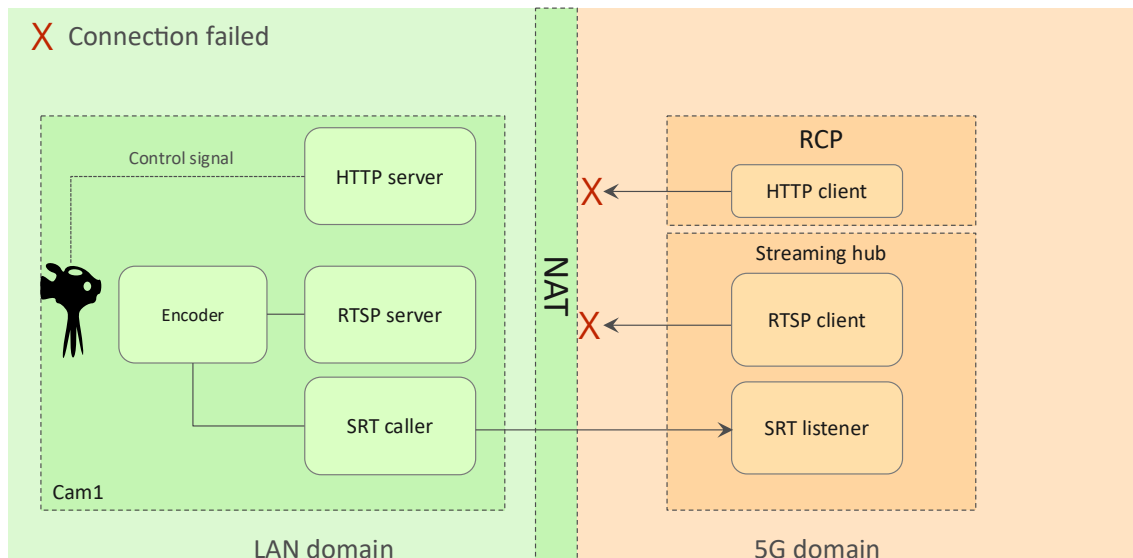 X Connection failed
Control signal
HTTP server
Encoder
RTSP server
SRT caller
Cam1
LAN domain
NAT
X
X
RCP
HTTP client
Streaming hub
RTSP client
SRT listener
5G domain